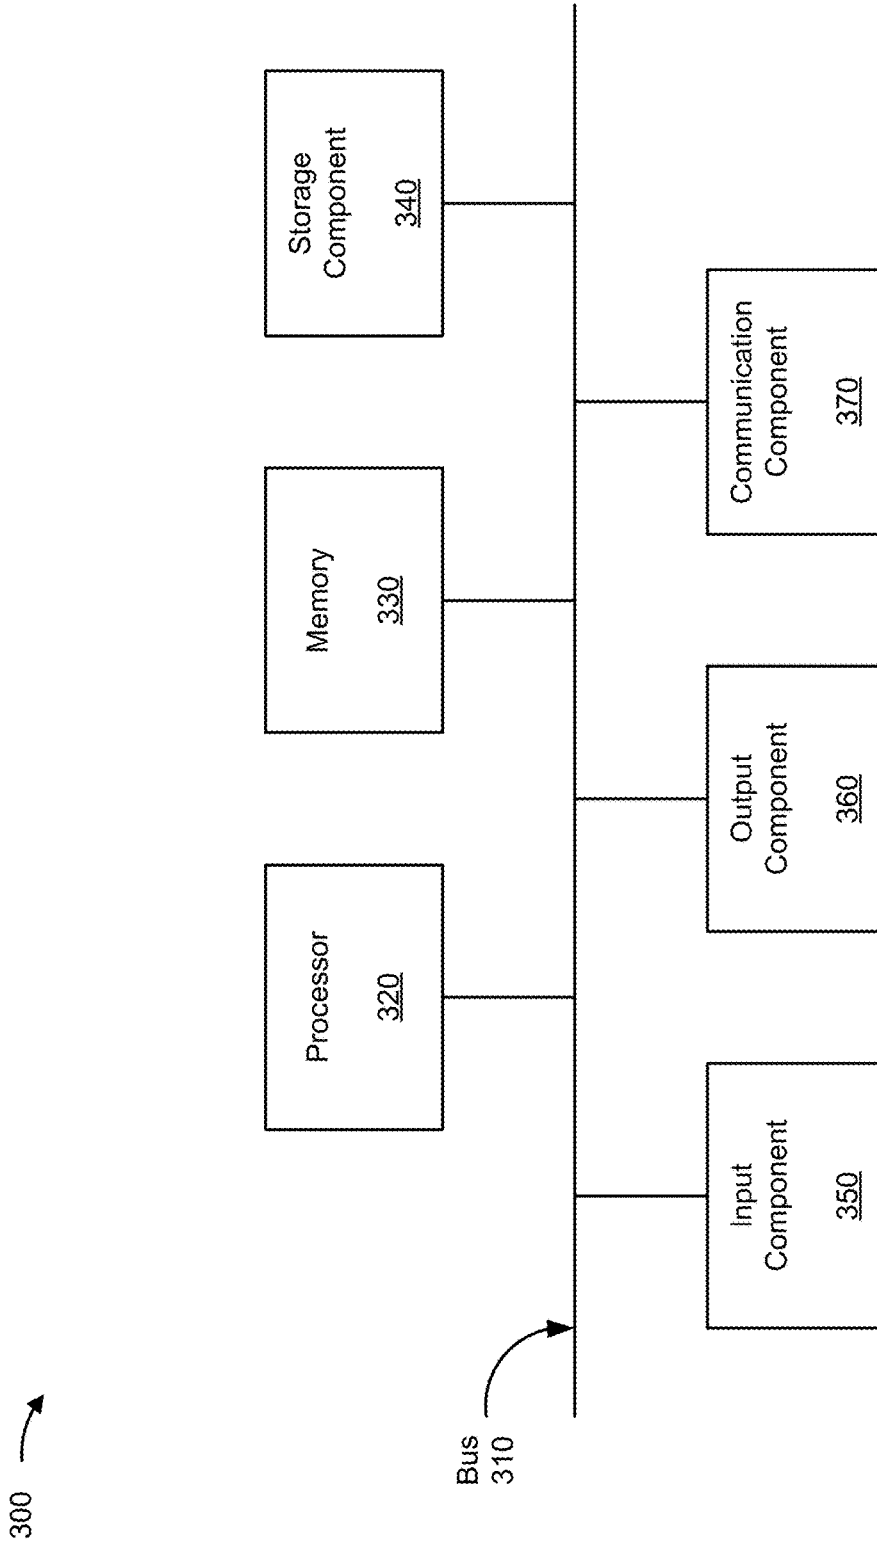 300
Bus
310
Processor
320
Memory
330
Storage
Component
340
Input
Component
350
Output
Component
360
Communication
Component
370